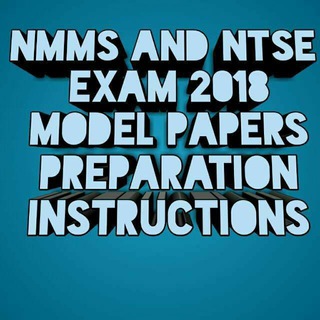 NMMS AND NTSE
EXAM 2018
MODEL PAPERS
PREPARATION
INSTRUCTIONS